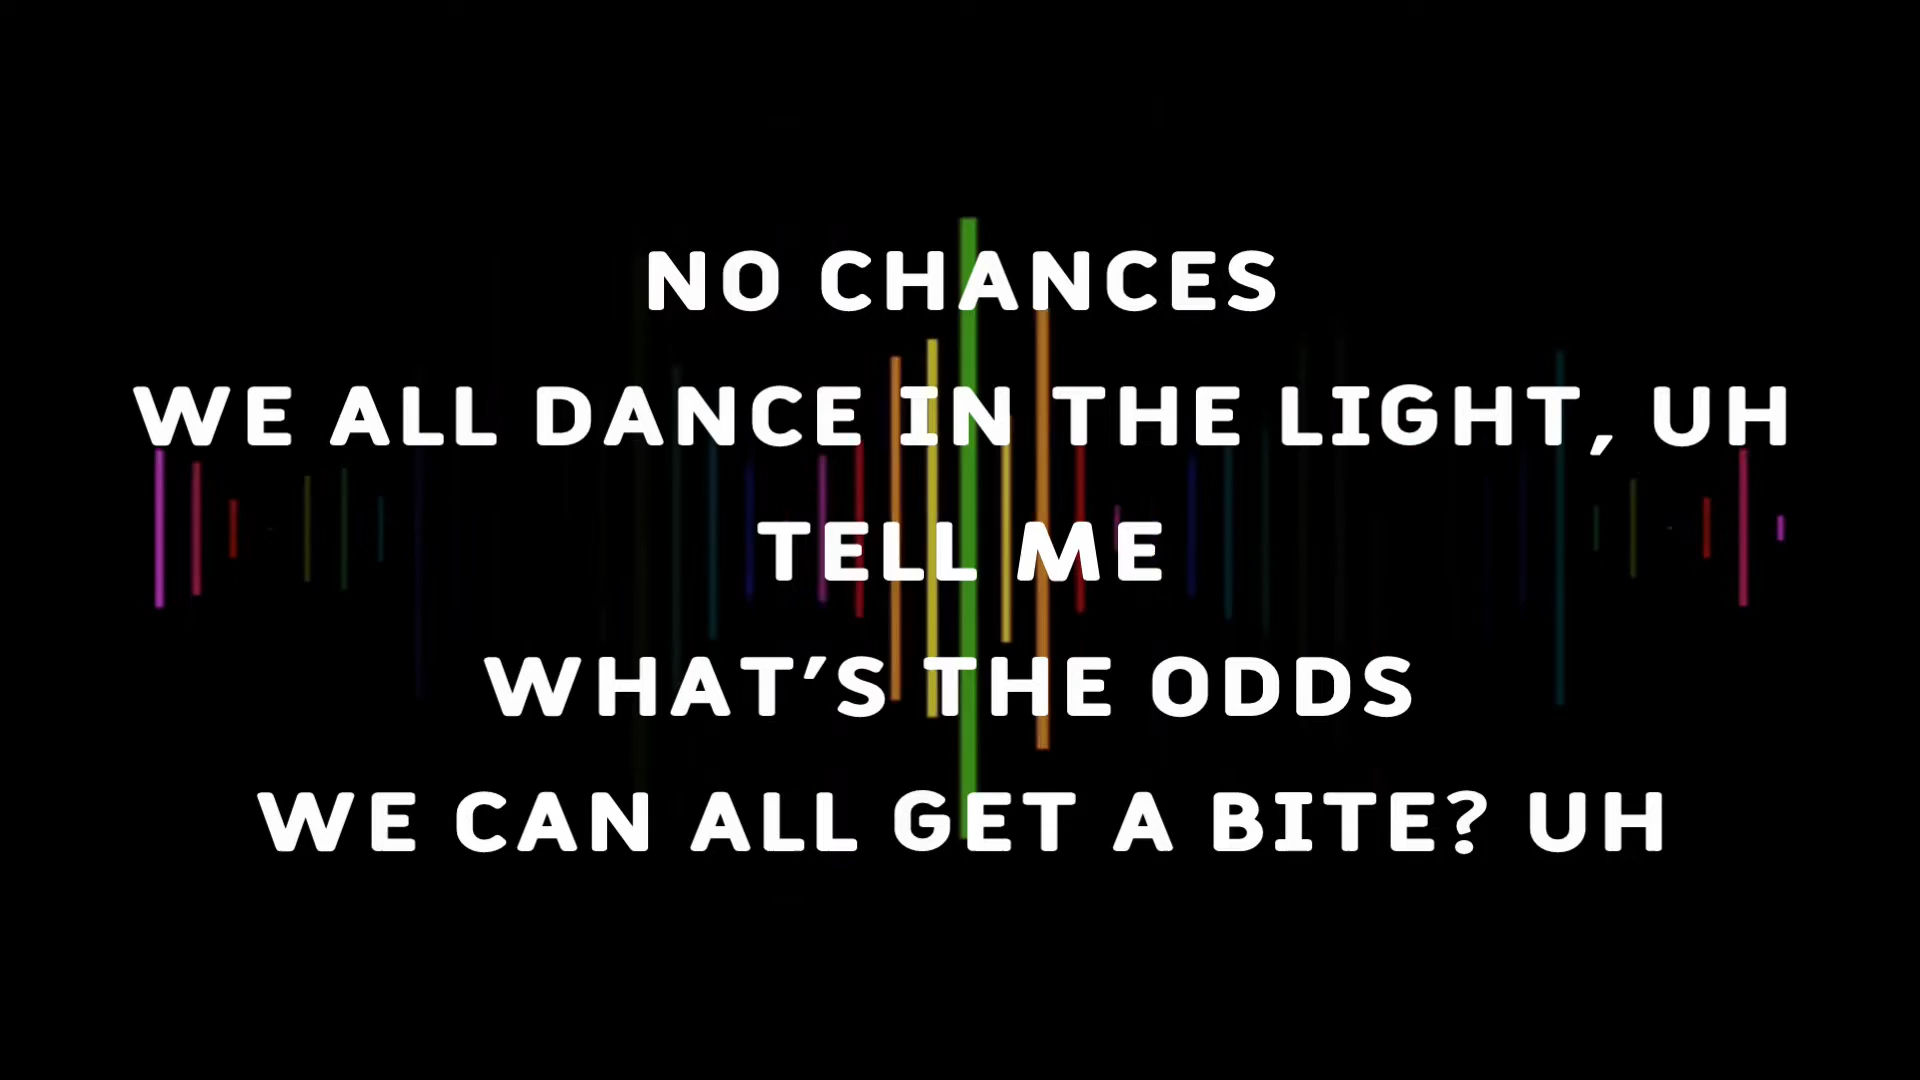 NO CHANCES
WE ALL DANCE IN THE LIGHT, UH
TELL ME
WHAT'S THE ODDS
WE CAN ALL GET A BITE? UH